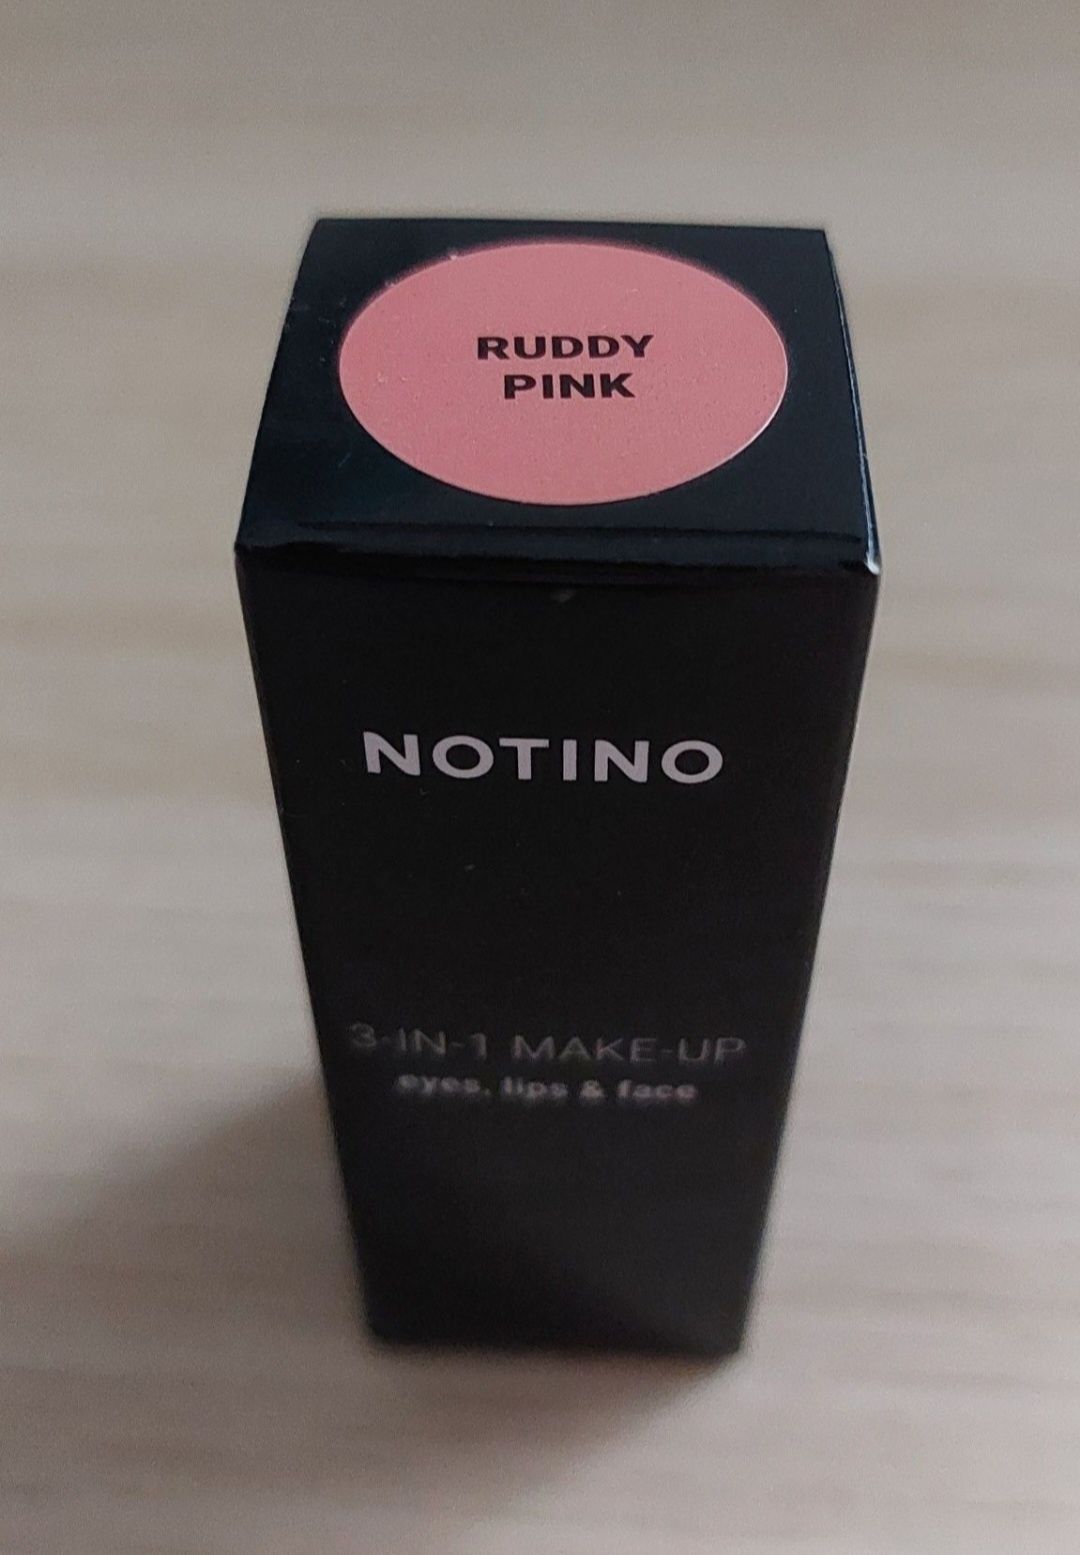 RUDDY
PINK
NOTINO
3-IN-1 MAKE-UP
eyes, lips & face